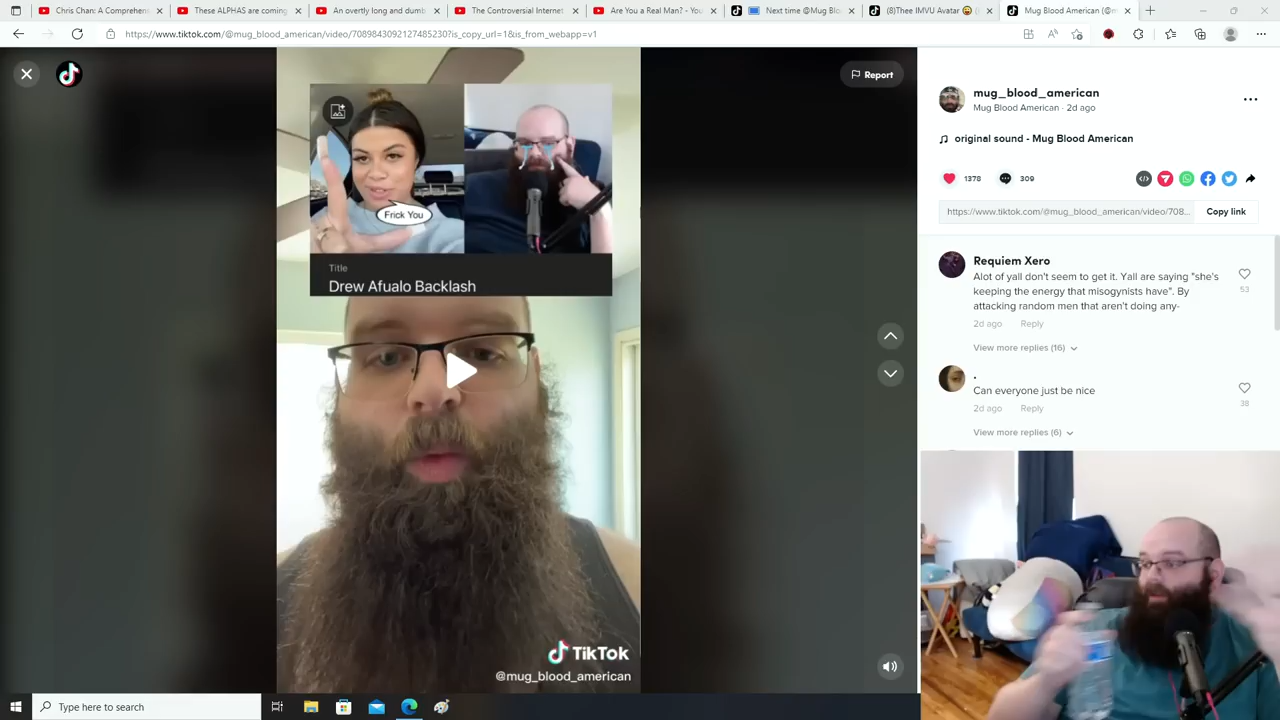 Chris Chan: A Comprehens
These ALPHAS are coming
An overtly long and dumb
The Controversial Internet
Are You a Real Man? - You
Next time @Mug Blo
(8)Thee IMVU Avatar
Mug Blood American (@m
https://www.tiktok.com/@mug_blood_american/video/7089843092127485230?is_copy_url=1&is_from_webapp=v1
Report
Frick You
Title
Drew Afualo Backlash
TikTok
@mug_blood_american
mug_blood_american
Mug Blood American · 2d ago
original sound - Mug Blood American
1378
309
https://www.tiktok.com/@mug_blood_american/video/708...
Copy link
Requiem Xero
Alot of yall don't seem to get it. Yall are saying "she's
keeping the energy that misogynists have". By
attacking random men that aren't doing any-
53
2d ago
Reply
View more replies (16)
.
Can everyone just be nice
38
2d ago
Reply
View more replies (6)
Type here to search